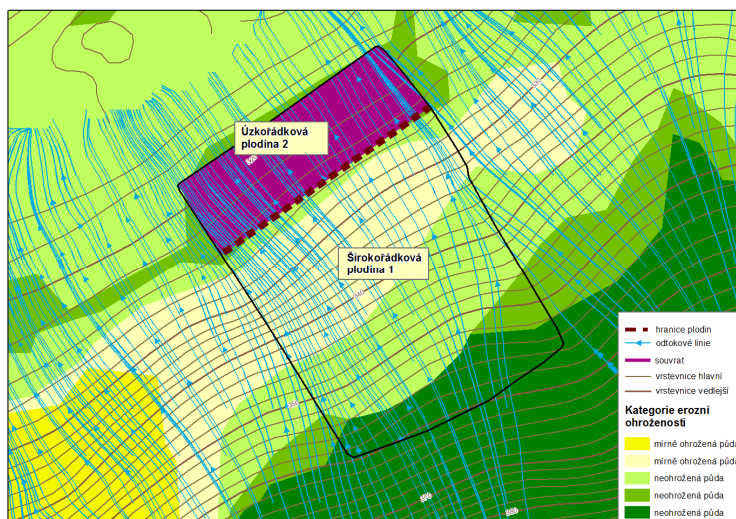 Úzkořádková
plodina 2
Širokořádková
plodina 1
340
hranice plodin
odtokové linie
souvrat
vrstevnice hlavní
vrstevnice vedlejší
Kategorie erozní
ohroženosti
mírně ohrožená půda
mírně ohrožená půda
neohrožená půda
neohrožená půda
neohrožená půda